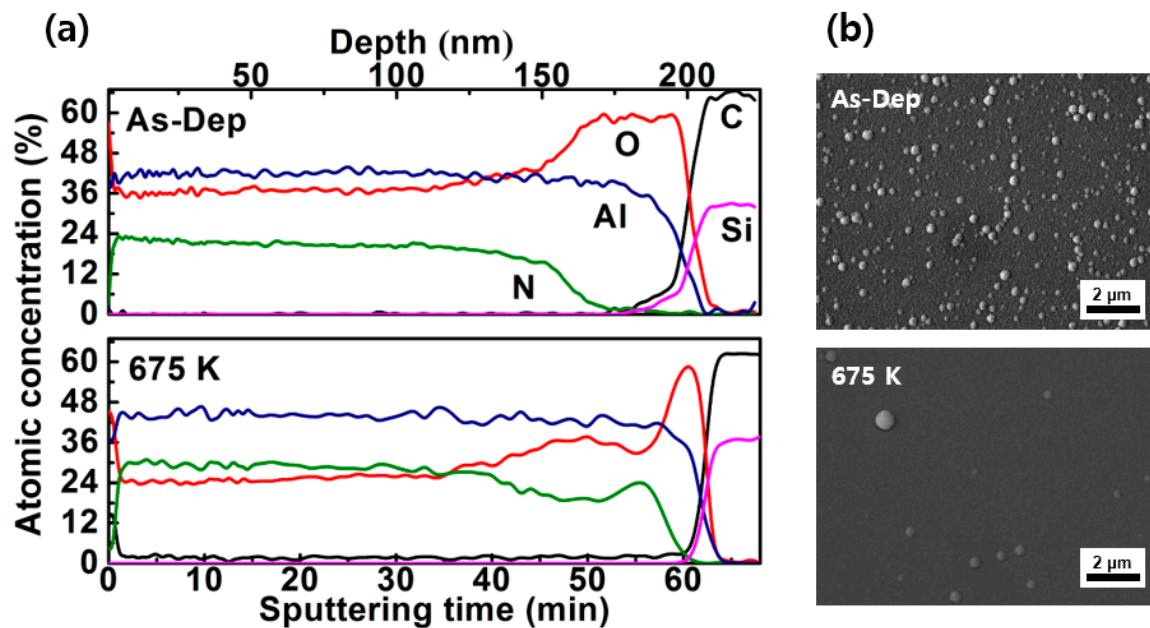 (a)
Depth (nm)
50 100 150 200
Atomic concentration (%)
60
48
36
24
12
0
As-Dep
C
O
Al
Si
N
60
48
36
24
12
0
675 K
0 10 20 30 40 50 60
Sputtering time (min)
(b)
As-Dep
2 µm
675 K
2 µm